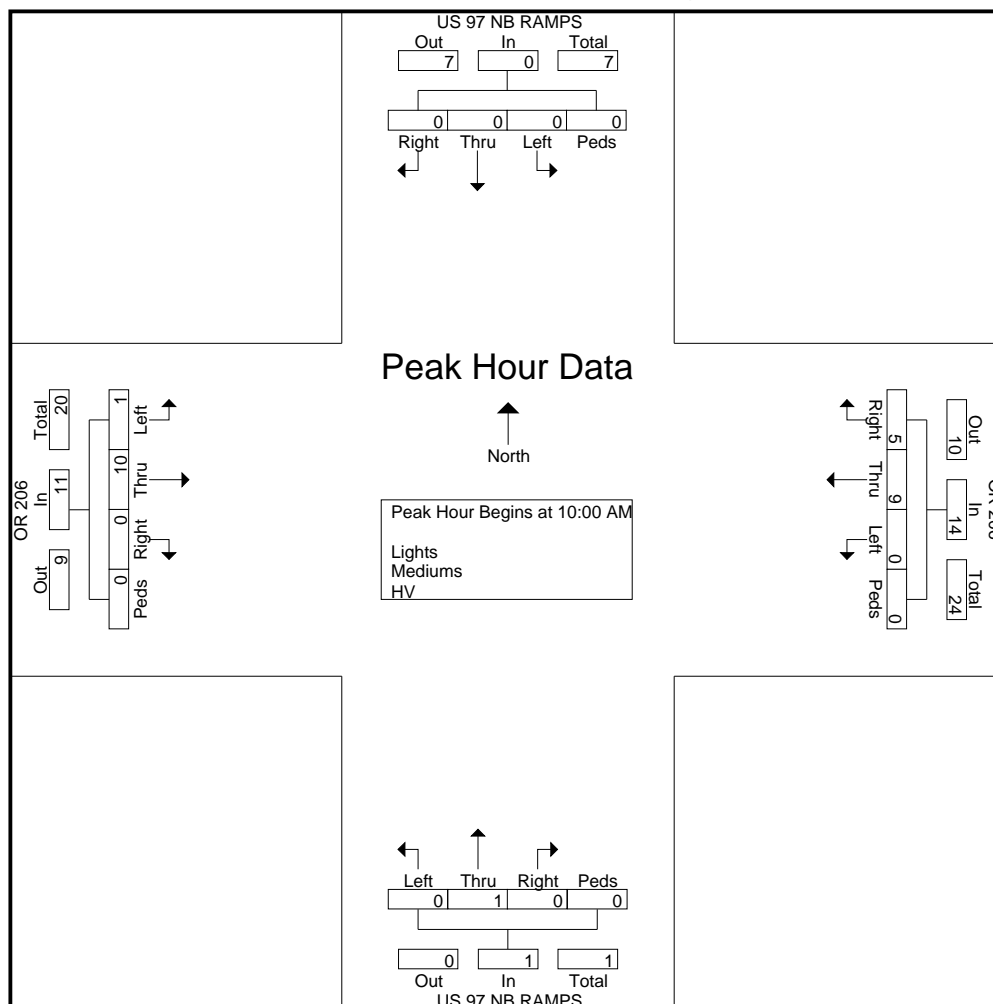 US 97 NB RAMPS
Out In Total
7 0 7
0 0 0 0
Right Thru Left Peds
Peak Hour Data
North
Peak Hour Begins at 10:00 AM
Lights
Mediums
HV
OR 206
Total In Out
20 11 9
1 10 0 0
Left Thru Right Peds
Out In Total
10 14 24
5 9 0 0
Right Thru Left Peds
Left Thru Right Peds
0 1 0 0
0 1 1
Out In Total
US 97 NB RAMPS